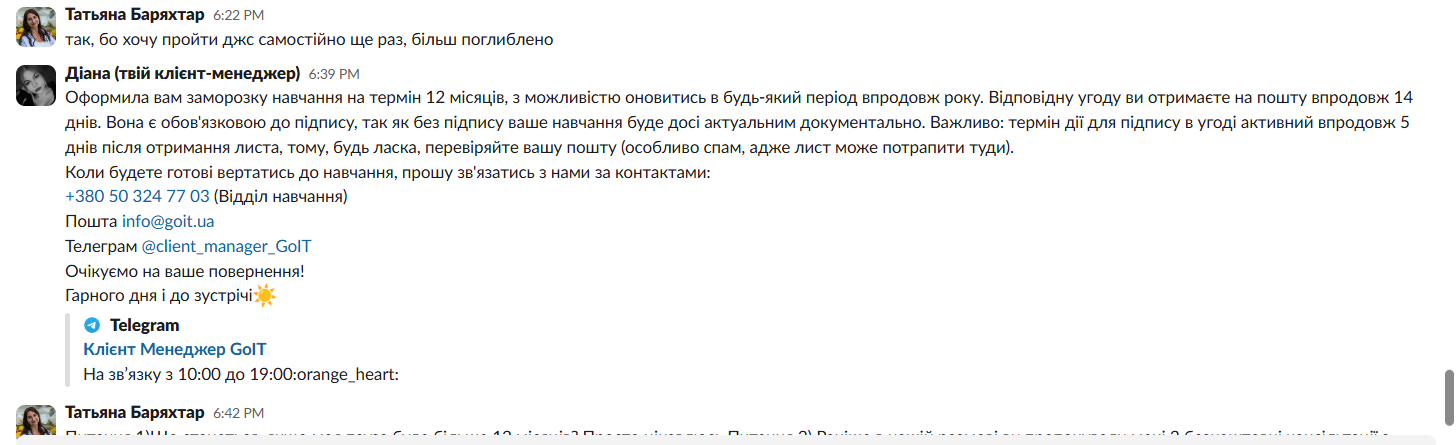 Татьяна Баряхтар 6:22 PM
так, бо хочу пройти джс самостійно ще раз, більш поглиблено
Діана (твій клієнт-менеджер) 6:39 PM
Оформила вам заморозку навчання на термін 12 місяців, з можливістю оновитись в будь-який період впродовж року. Відповідну угоду ви отримаєте на пошту впродовж 14
днів. Вона є обов'язковою до підпису, так як без підпису ваше навчання буде досі актуальним документально. Важливо: термін дії для підпису в угоді активний впродовж 5
днів після отримання листа, тому, будь ласка, перевіряйте вашу пошту (особливо спам, адже лист може потрапити туди).
Коли будете готові вертатись до навчання, прошу зв'язатись з нами за контактами:
+380 50 324 77 03 (Відділ навчання)
Пошта info@goit.ua
Телеграм @client_manager_GoIT
Очікуємо на ваше повернення!
Гарного дня і до зустрічі☀️
Telegram
Клієнт Менеджер GoIT
На зв’язку з 10:00 до 19:00:orange_heart:
Татьяна Баряхтар 6:42 PM